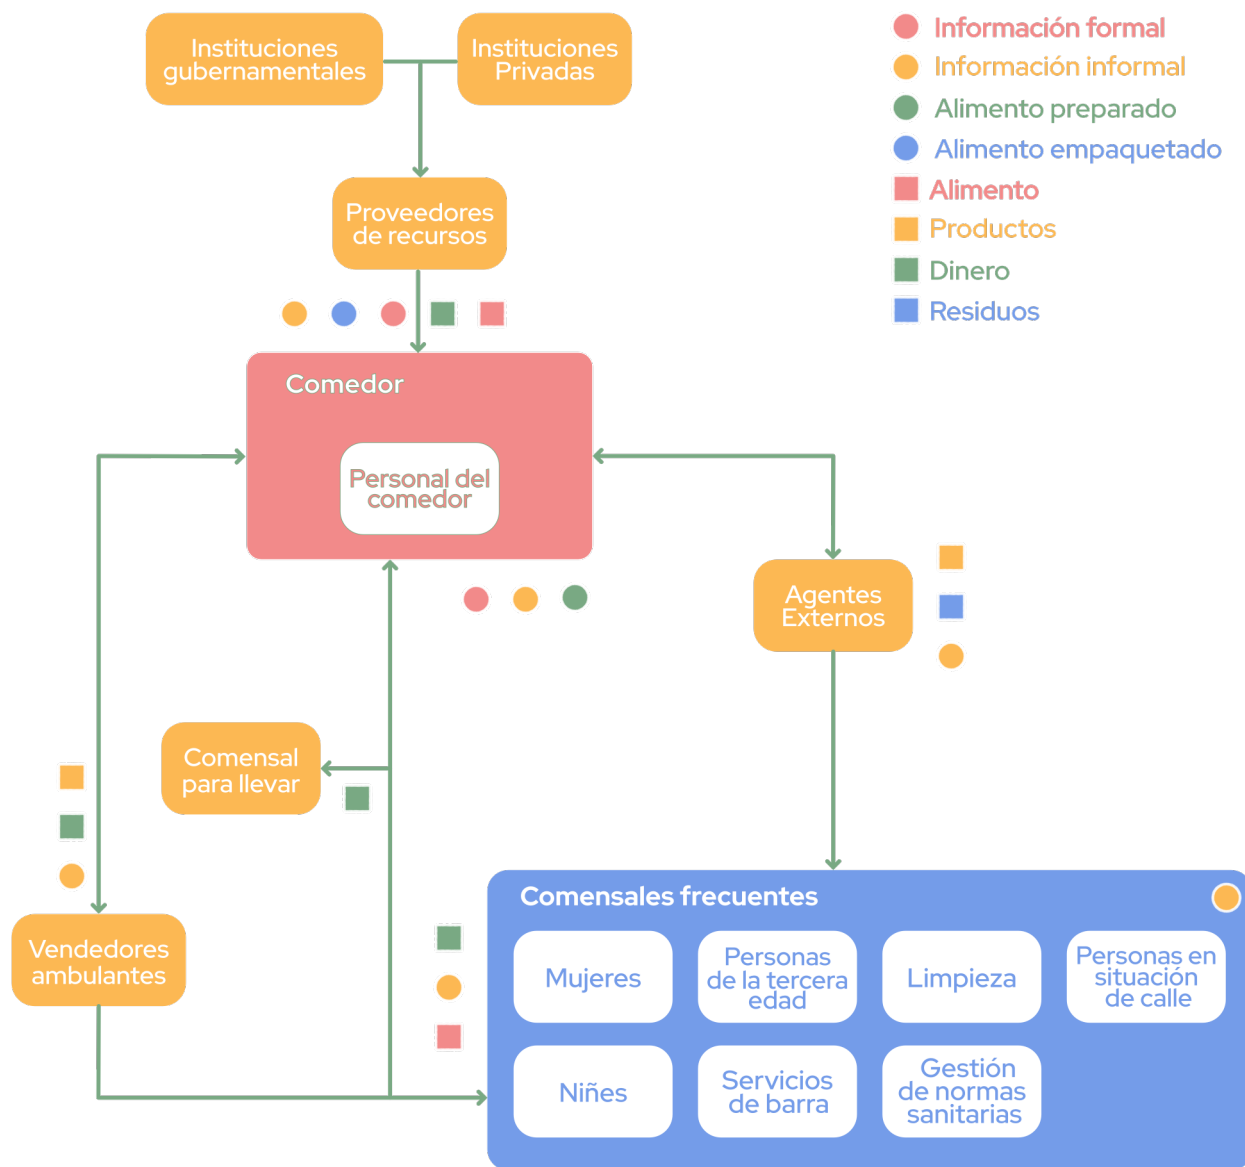 Instituciones
gubernamentales
Instituciones
Privadas
Información formal
Información informal
Alimento preparado
Alimento empaquetado
Alimento
Productos
Dinero
Residuos
Proveedores
de recursos
Comedor
Personal del
comedor
Agentes
Externos
Comensal
para llevar
Vendedores
ambulantes
Comensales frecuentes
Mujeres
Personas
de la tercera
edad
Limpieza
Personas en
situación
de calle
Niñes
Servicios
de barra
Gestión
de normas
sanitarias